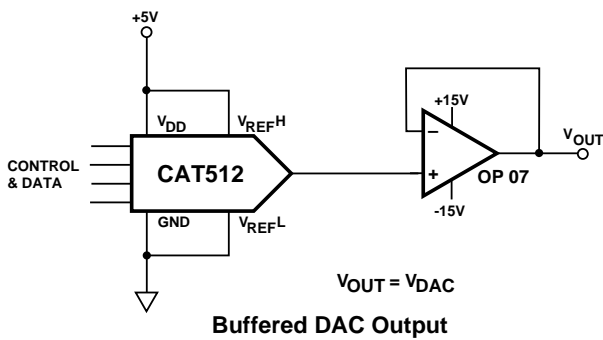 +5V
VDD
VREFH
CONTROL
& DATA
CAT512
GND
VREFL
+15V
–
+
OP 07
-15V
VOUT
VOUT = VDAC
Buffered DAC Output